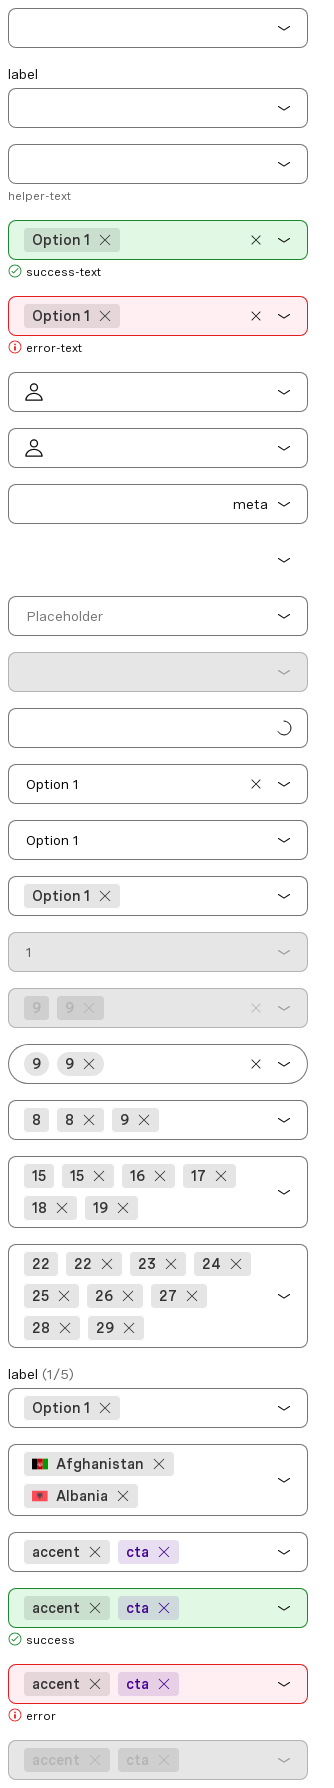 label
helper-text
Option 1
success-text
Option 1
error-text
meta
Placeholder
Option 1
Option 1
Option 1
1
9 9
9 9
8 8 9
15 15 16 17
18 19
22 22 23 24
25 26 27
28 29
label (1/5)
Option 1
Afghanistan
Albania
accent cta
accent cta
success
accent cta
error
accent cta